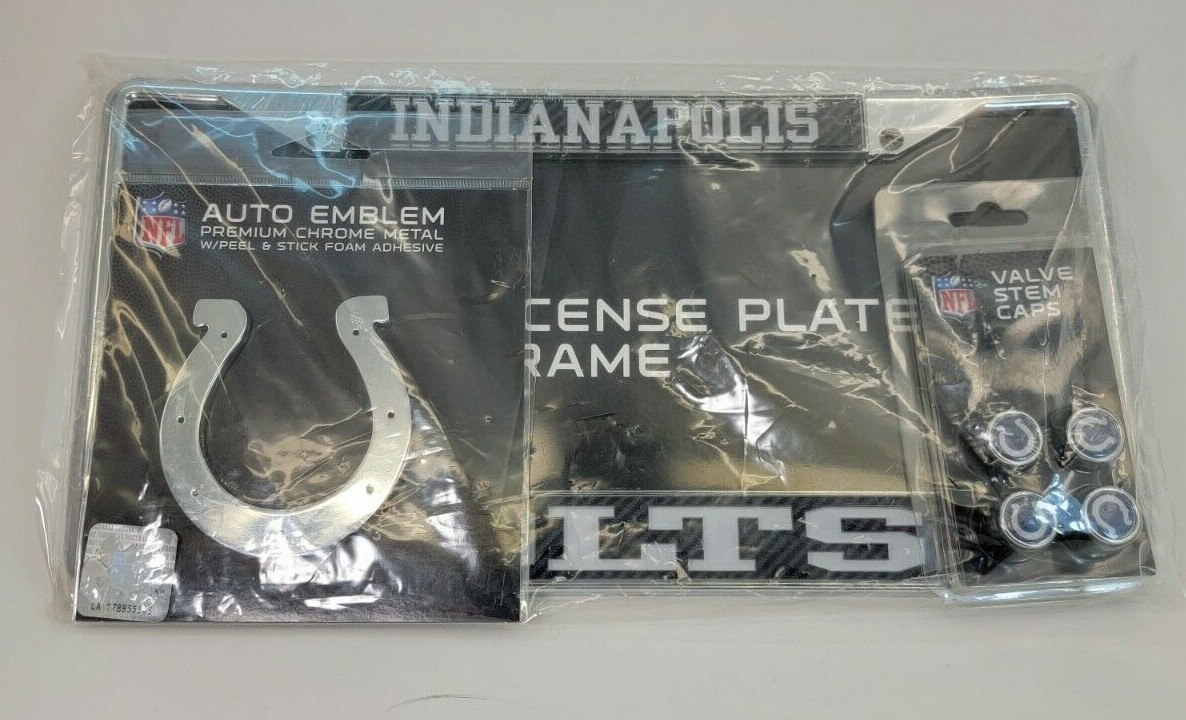 INDIANAPOLIS
NFL
AUTO EMBLEM
PREMIUM CHROME METAL
W/PEEL & STICK FOAM ADHESIVE
CENSE PLATE
RAME
NFL
VALVE
STEM
CAPS
LTS
LA